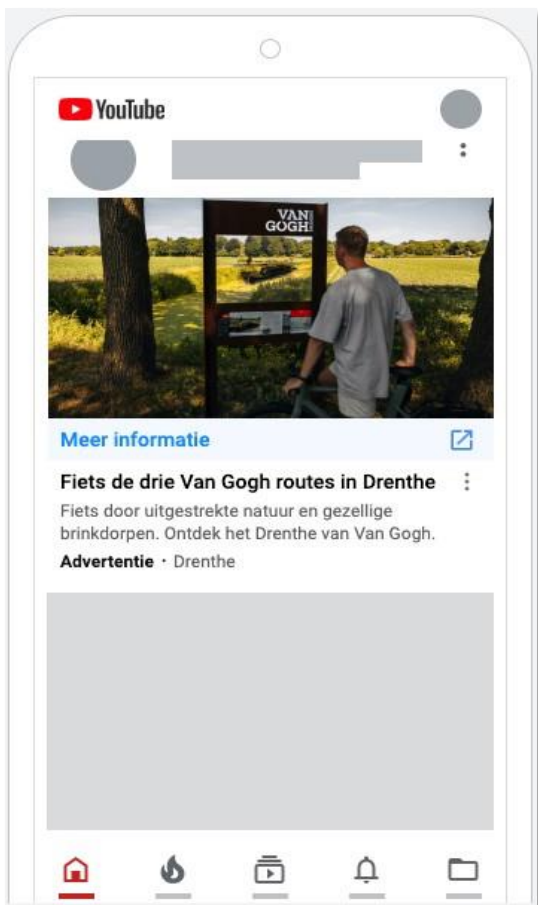 YouTube
VAN
GOGH
Meer informatie
Fiets de drie Van Gogh routes in Drenthe
Fiets door uitgestrekte natuur en gezellige
brinkdorpen. Ontdek het Drenthe van Van Gogh.
Advertentie · Drenthe